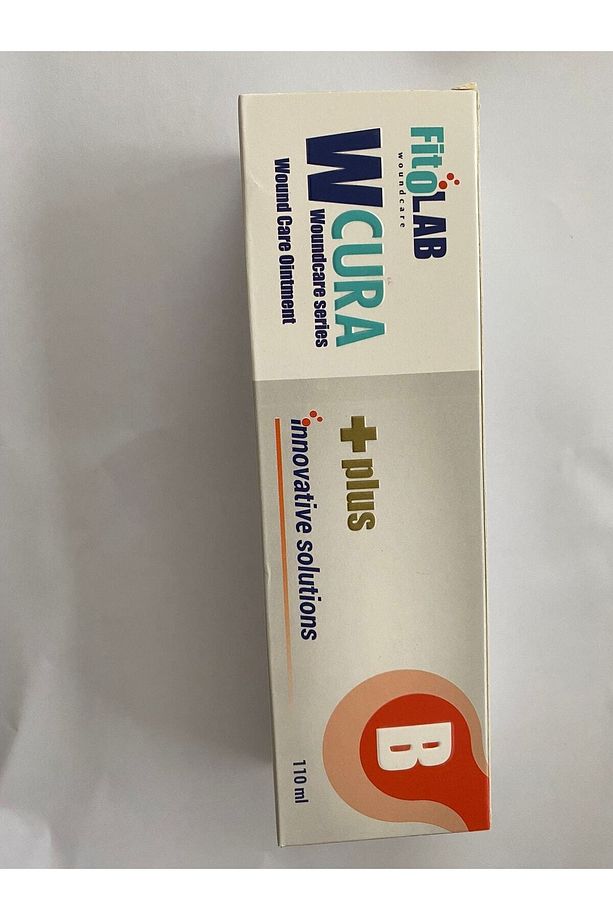 FitoLAB
woundcare
WCURA
Woundcare series
Wound Care Ointment
+plus
innovative solutions
B
110 ml